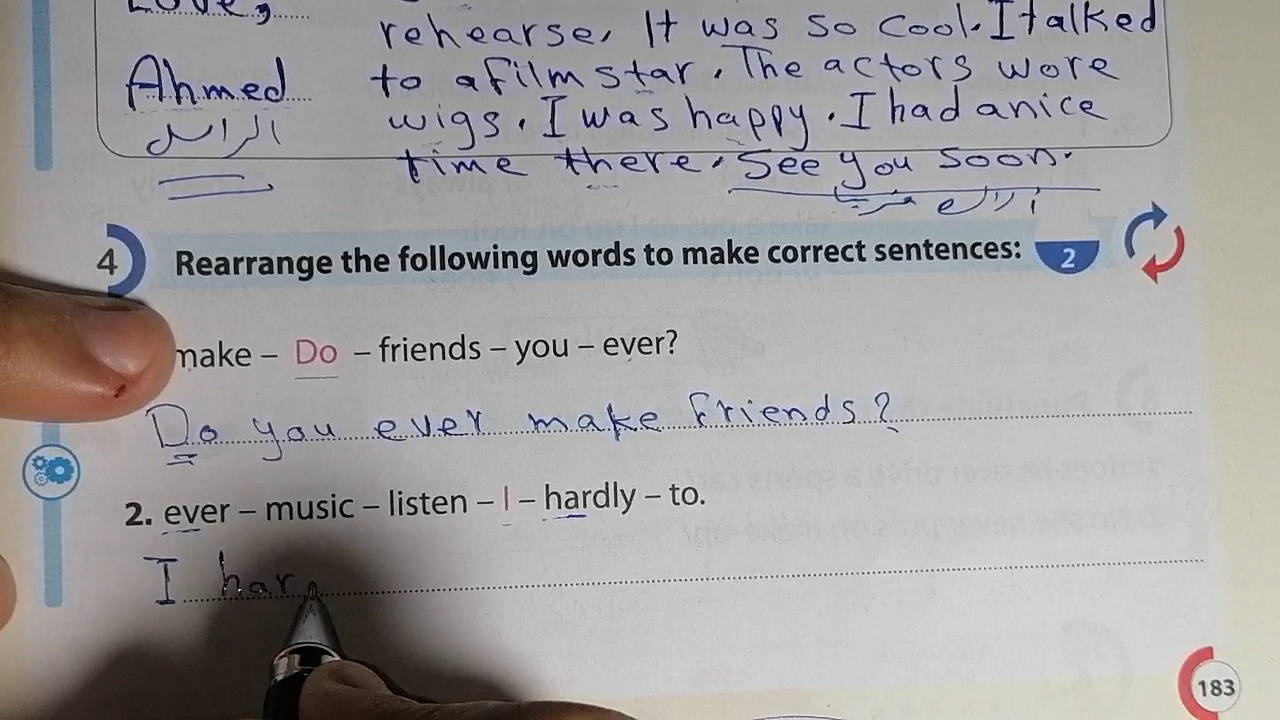 Love,
rehearse. It was so cool. I talked
Ahmed
to a film star. The actors wore
الراسل
wigs. I was happy. I had a nice
time there. See you soon.
4 Rearrange the following words to make correct sentences: 2
make – Do – friends – you – ever?
Do you ever make friends?
2. ever – music – listen – I – hardly – to.
I har
183